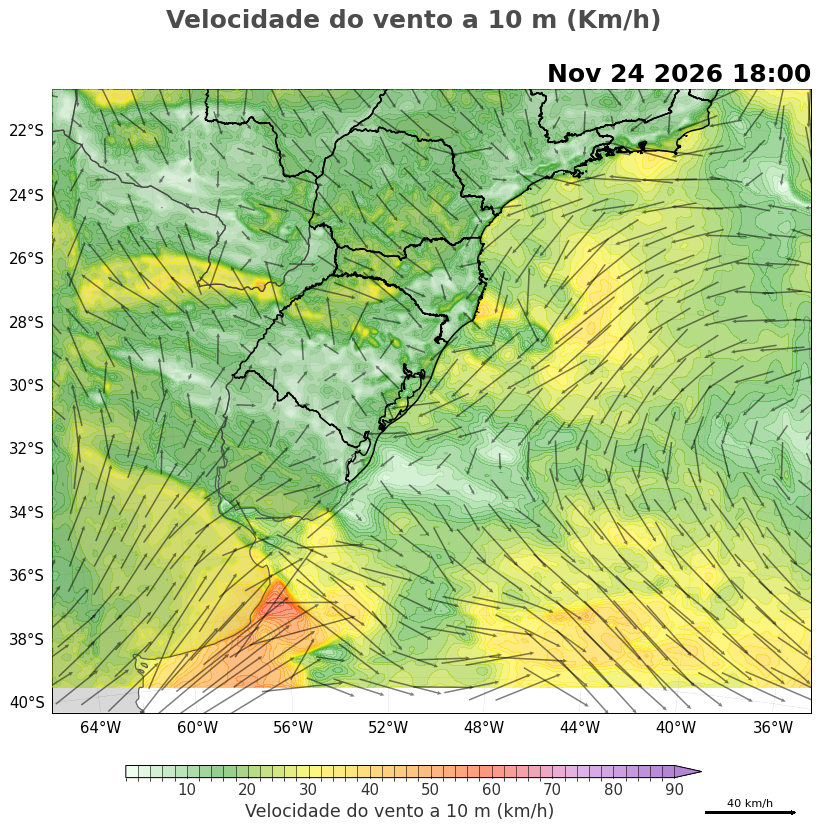 Velocidade do vento a 10 m (Km/h)
Nov 24 2026 18:00
22°S
24°S
26°S
28°S
30°S
32°S
34°S
36°S
38°S
40°S
64°W 60°W 56°W 52°W 48°W 44°W 40°W 36°W
10 20 30 40 50 60 70 80 90
Velocidade do vento a 10 m (km/h)
40 km/h